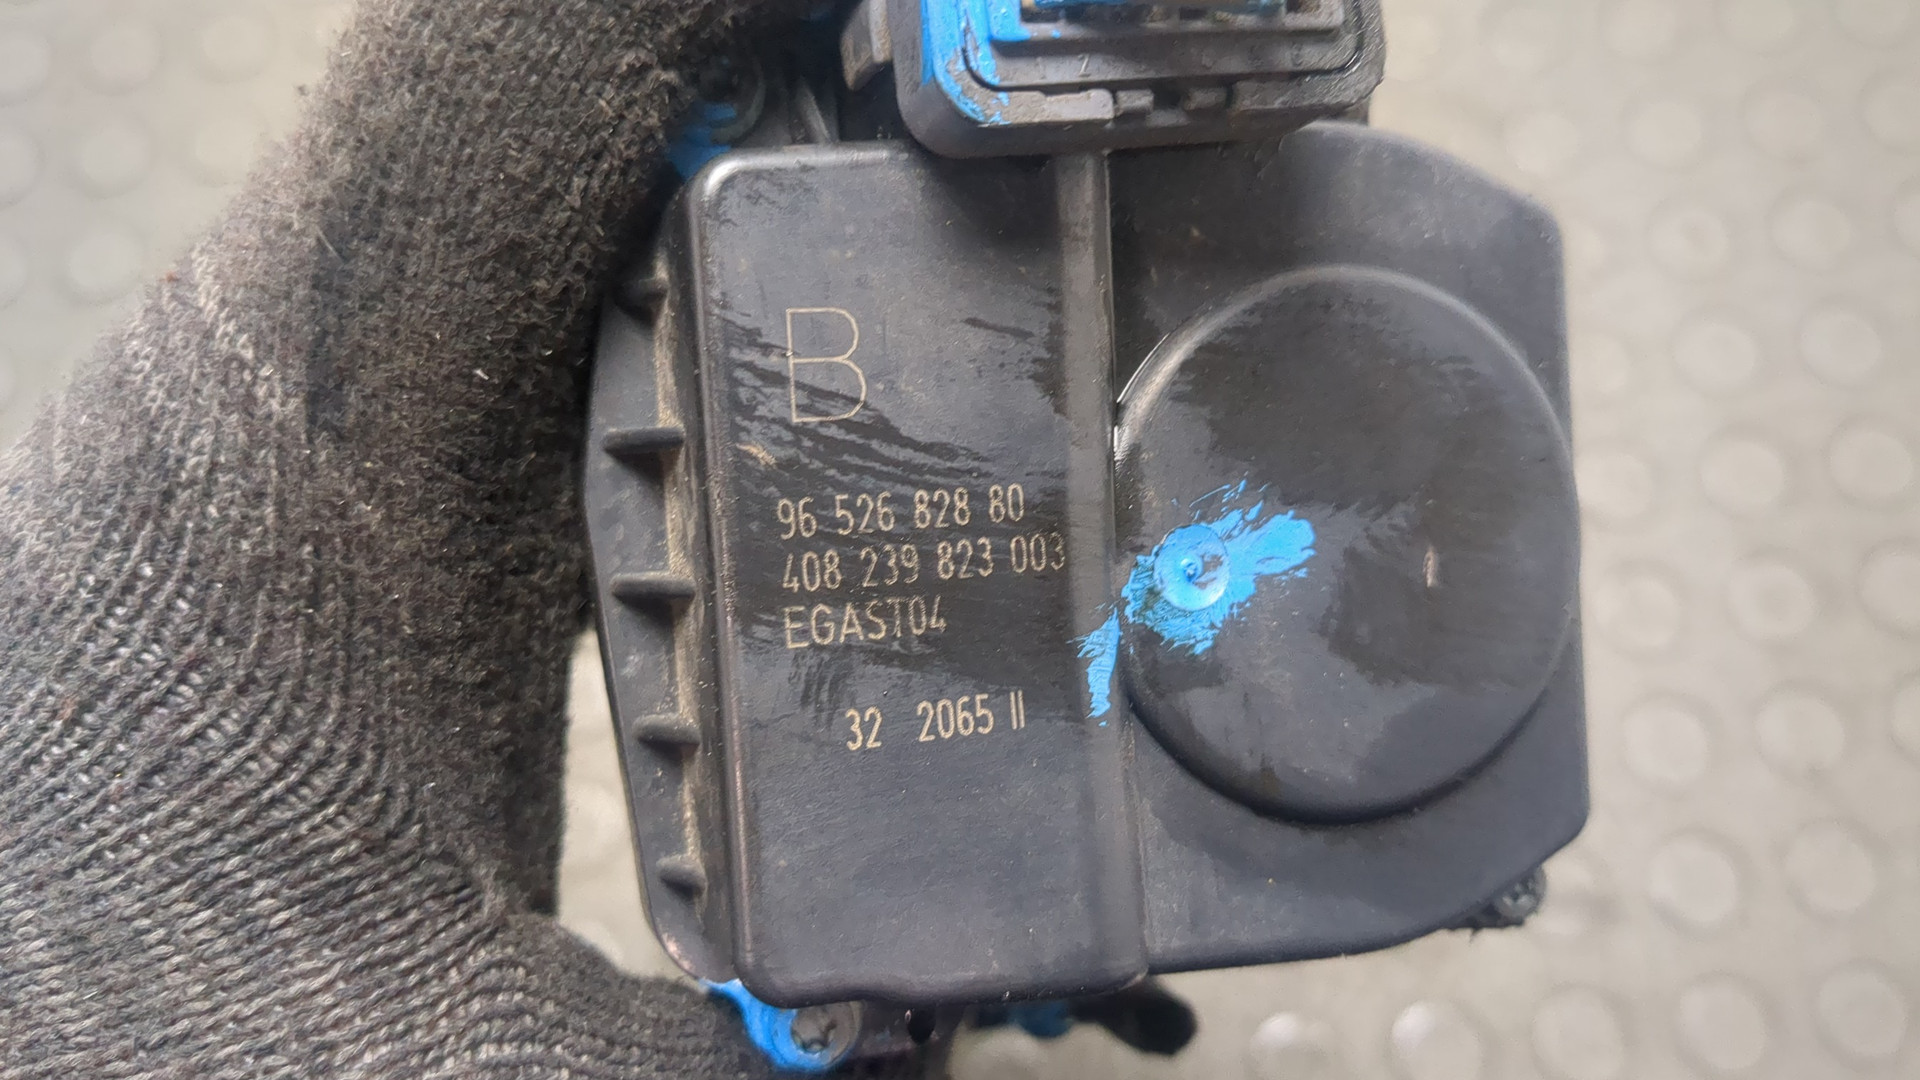 B
96 526 828 80
408 239 823 003
EGAST04
32 2065 II